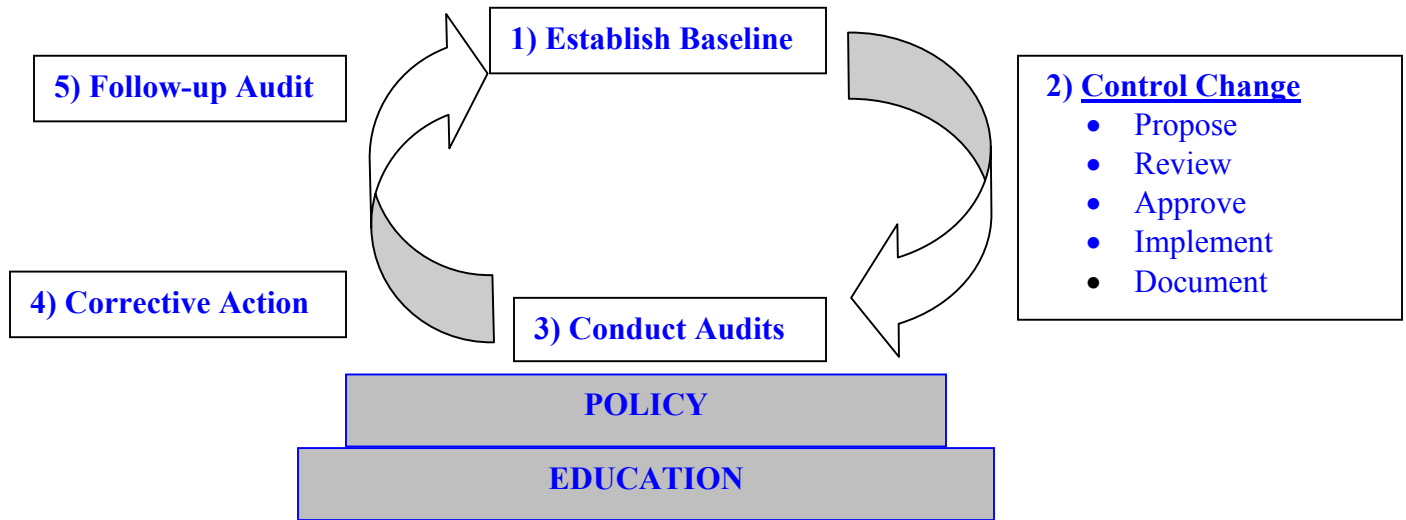 1) Establish Baseline
2) Control Change
• Propose
• Review
• Approve
• Implement
• Document
3) Conduct Audits
4) Corrective Action
5) Follow-up Audit
POLICY
EDUCATION